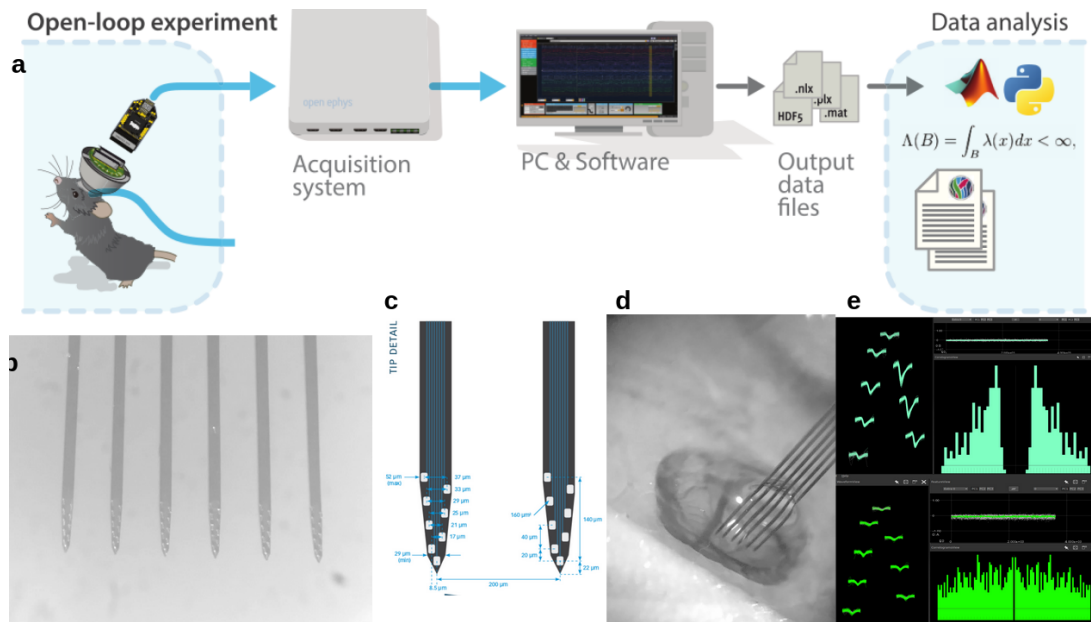 Open-loop experiment
Data analysis
a
open ephys
.nlx
.plx
HDF5
.mat
Acquisition
system
PC & Software
Output
data
files
Λ(B) = ∫_B λ(x)dx < ∞,
b
c
d
e
TIP DETAIL
52 µm
(max)
37 µm
33 µm
29 µm
25 µm
21 µm
17 µm
29 µm
(min)
8.5 µm
200 µm
160 µm²
40 µm
20 µm
140 µm
22 µm